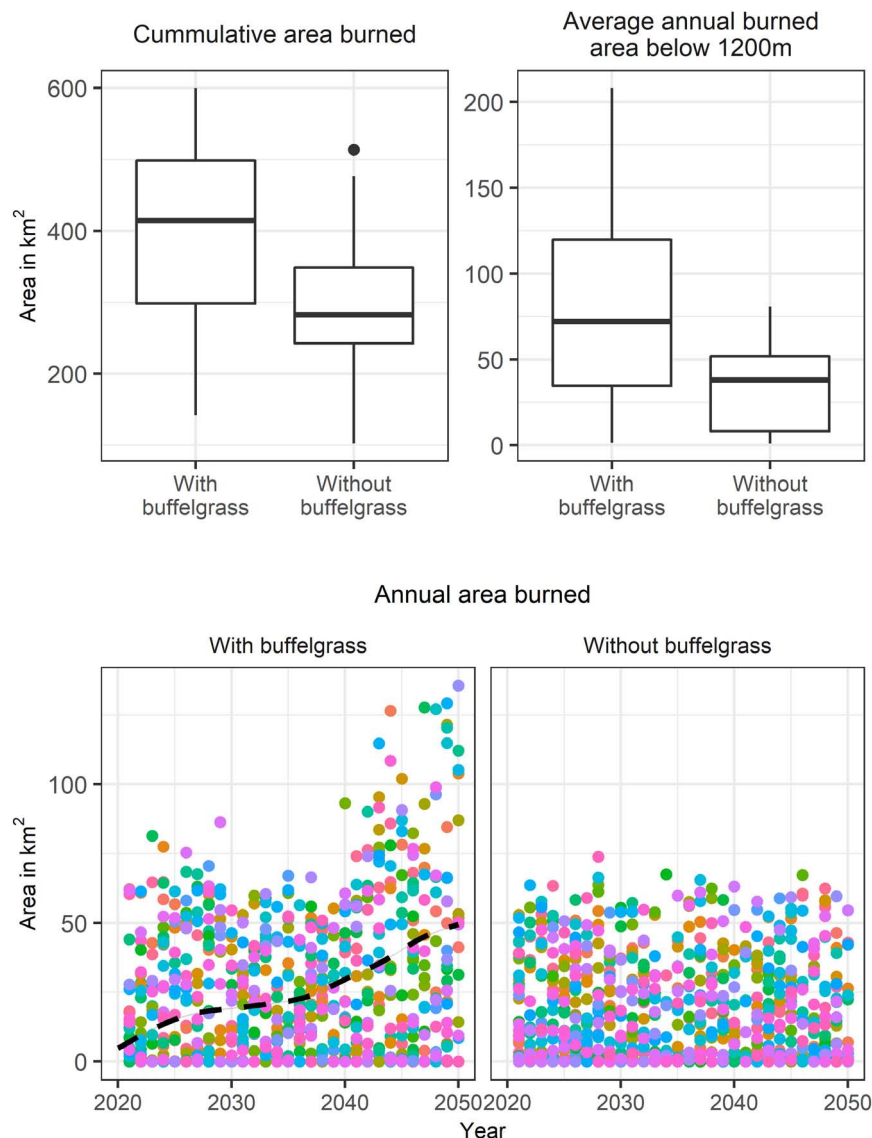 Cummulative area burned
Average annual burned
area below 1200m
Area in km²
600
400
200
200
150
100
50
0
With
buffelgrass
Without
buffelgrass
With
buffelgrass
Without
buffelgrass
Annual area burned
With buffelgrass
Without buffelgrass
Area in km²
100
50
0
2020
2030
2040
2050
2020
2030
2040
2050
Year